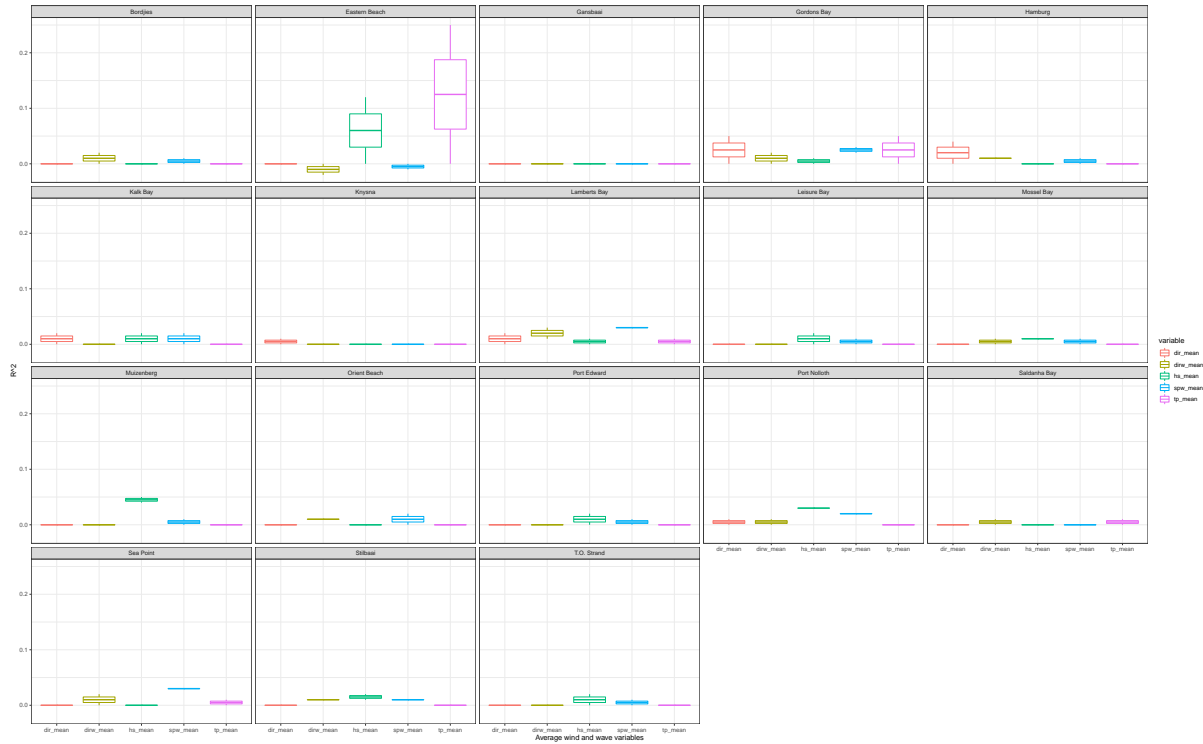 Bordjies Eastern Beach Gansbaai Gordons Bay Hamburg
0.2
0.1
0.0
Kalk Bay Knysna Lamberts Bay Leisure Bay Mossel Bay
0.2
0.1
0.0
R^2
variable
dir_mean
dirw_mean
hs_mean
spw_mean
tp_mean
Muizenberg Orient Beach Port Edward Port Nolloth Saldanha Bay
0.2
0.1
0.0
dir_mean dirw_mean hs_mean spw_mean tp_mean dir_mean dirw_mean hs_mean spw_mean tp_mean
Sea Point Stilbaai T.O. Strand
0.2
0.1
0.0
dir_mean dirw_mean hs_mean spw_mean tp_mean dir_mean dirw_mean hs_mean spw_mean tp_mean dir_mean dirw_mean hs_mean spw_mean tp_mean
Average wind and wave variables